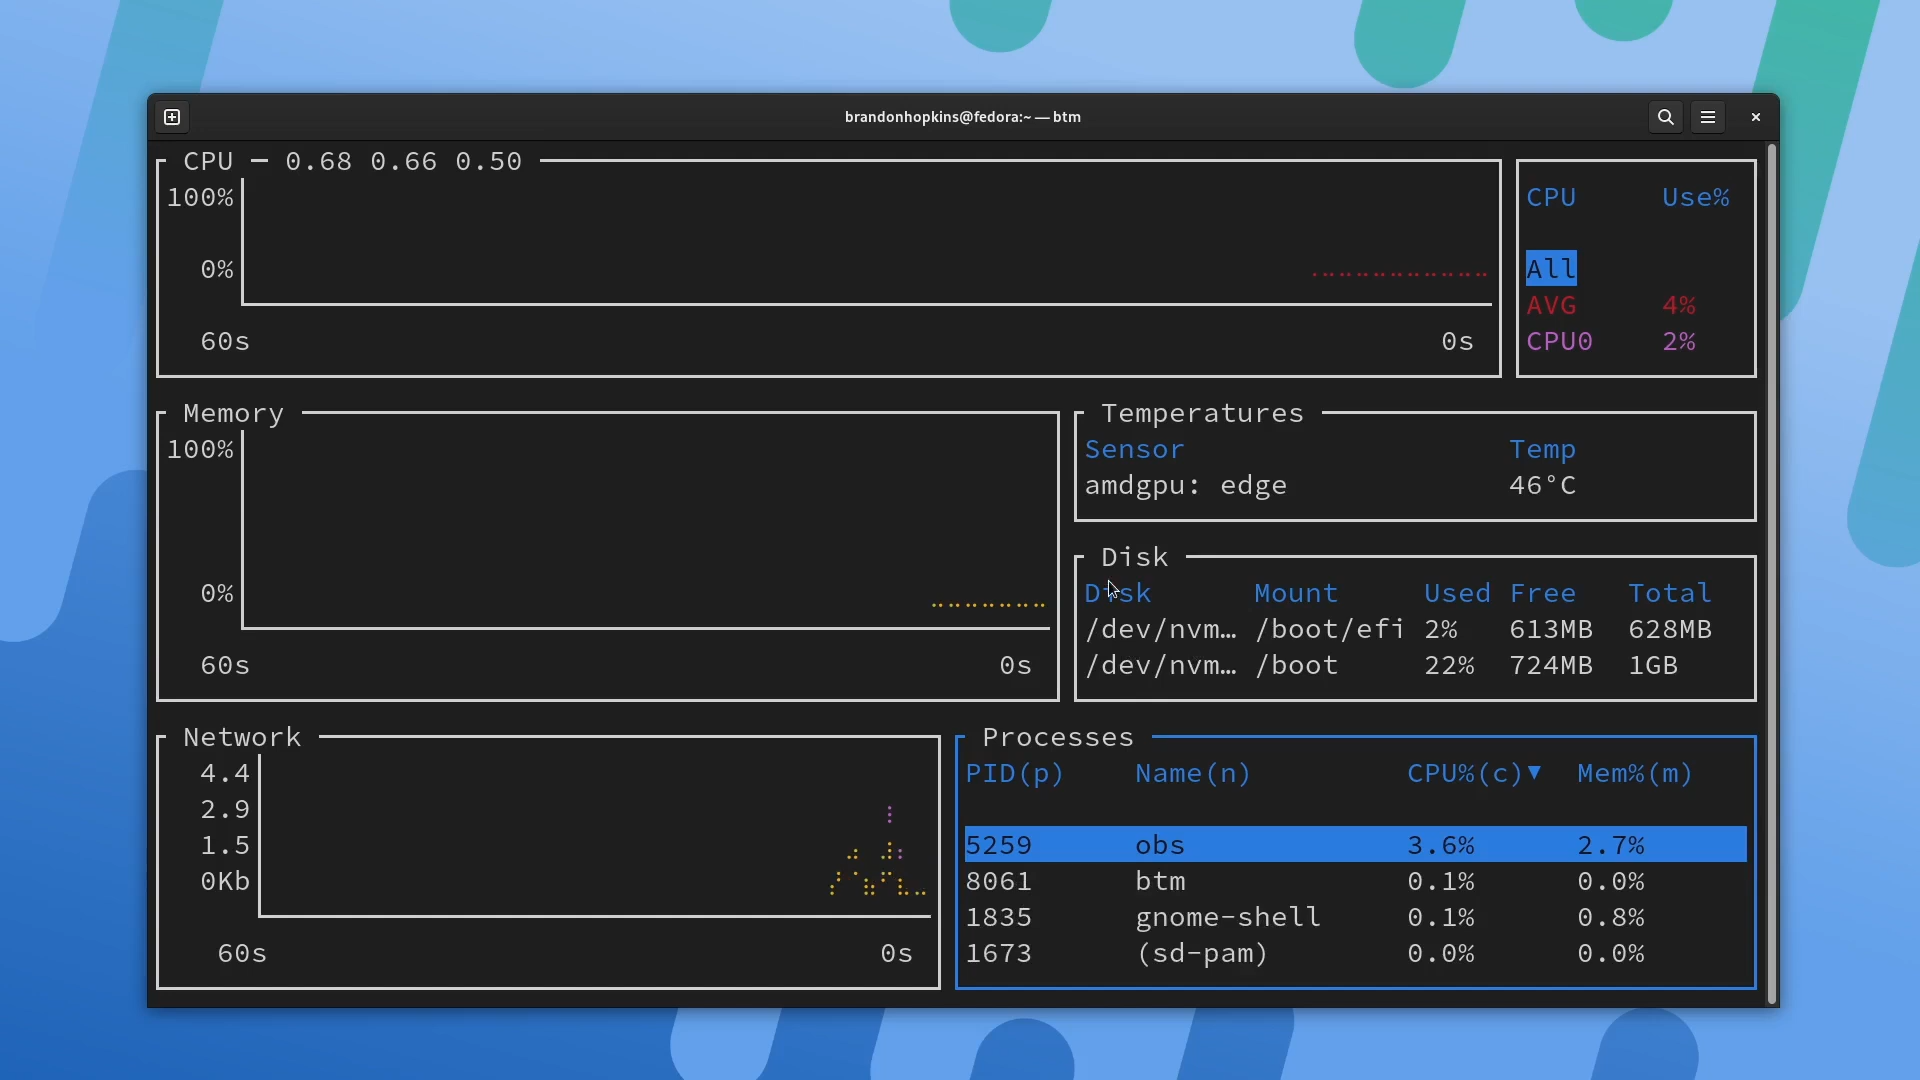 brandonhopkins@fedora:~ — btm
CPU — 0.68 0.66 0.50
100%
0%
60s 0s
CPU Use%
All
AVG 4%
CPU0 2%
Memory
100%
0%
60s 0s
Temperatures
Sensor Temp
amdgpu: edge 46°C
Disk
Disk Mount Used Free Total
/dev/nvm… /boot/efi 2% 613MB 628MB
/dev/nvm… /boot 22% 724MB 1GB
Network
4.4
2.9
1.5
0Kb
60s 0s
Processes
PID(p) Name(n) CPU%(c)▼ Mem%(m)
5259 obs 3.6% 2.7%
8061 btm 0.1% 0.0%
1835 gnome-shell 0.1% 0.8%
1673 (sd-pam) 0.0% 0.0%